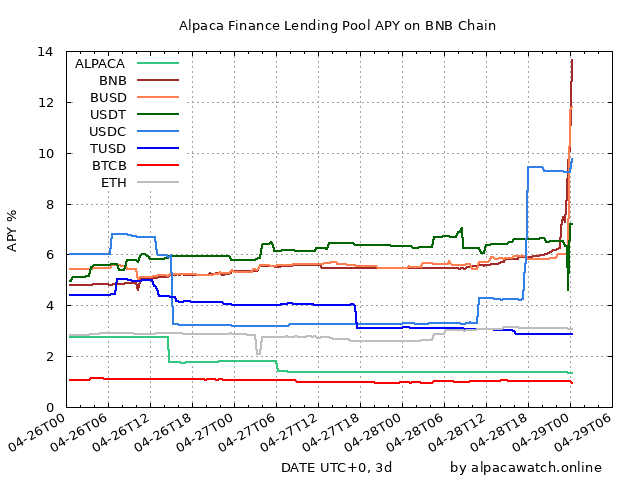 Alpaca Finance Lending Pool APY on BNB Chain
14
12
10
8
6
4
2
0
APY %
ALPACA
BNB
BUSD
USDT
USDC
TUSD
BTCB
ETH
04-26T00
04-26T06
04-26T12
04-26T18
04-27T00
04-27T06
04-27T12
04-27T18
04-28T00
04-28T06
04-28T12
04-28T18
04-29T00
04-29T06
DATE UTC+0, 3d
by alpacawatch.online